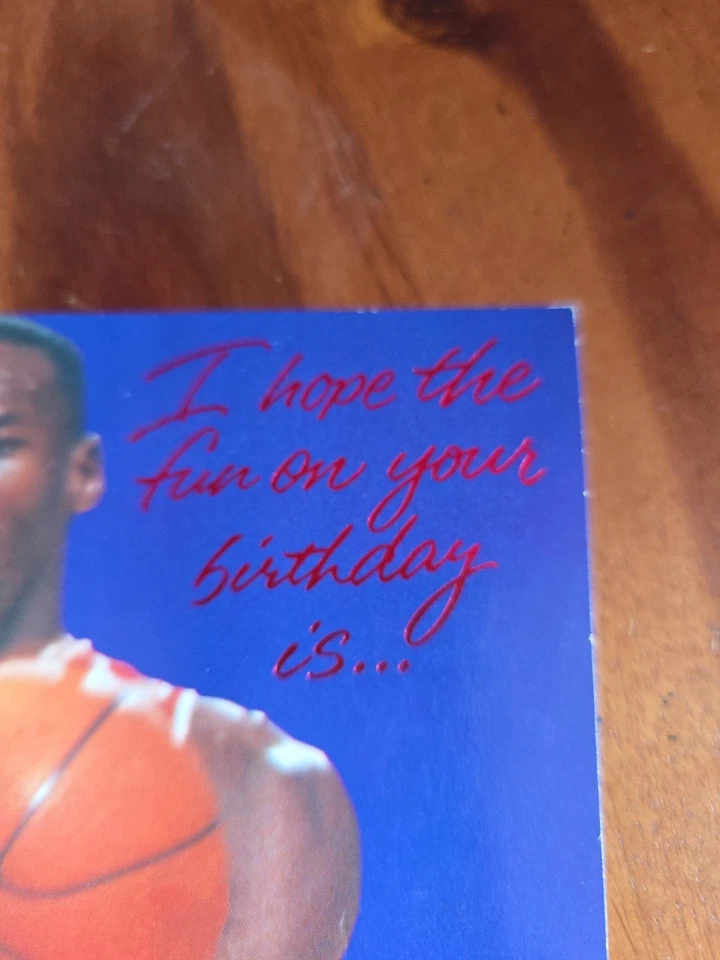 I hope the
fun on your
birthday
is...